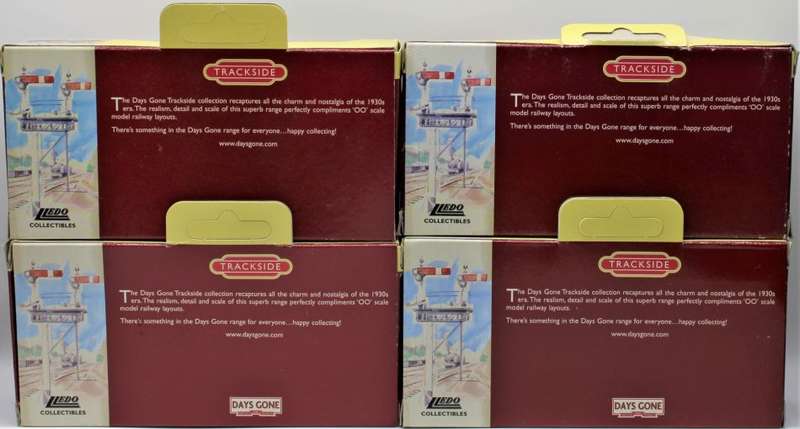 TRACKSIDE
The Days Gone Trackside collection recaptures all the charm and nostalgia of the 1930s
era. The realism, detail and scale of this superb range perfectly compliments 'OO' scale
model railway layouts.
There's something in the Days Gone range for everyone...happy collecting!
www.daysgone.com
LLEDO
COLLECTIBLES
TRACKSIDE
The Days Gone Trackside collection recaptures all the charm and nostalgia of the 1930s
era. The realism, detail and scale of this superb range perfectly compliments 'OO' scale
model railway layouts.
There's something in the Days Gone range for everyone...happy collecting!
www.daysgone.com
LLEDO
COLLECTIBLES
TRACKSIDE
The Days Gone Trackside collection recaptures all the charm and nostalgia of the 1930s
era. The realism, detail and scale of this superb range perfectly compliments 'OO' scale
model railway layouts.
There's something in the Days Gone range for everyone...happy collecting!
www.daysgone.com
LLEDO
COLLECTIBLES
DAYS GONE
TRACKSIDE
The Days Gone Trackside collection recaptures all the charm and nostalgia of the 1930s
era. The realism, detail and scale of this superb range perfectly compliments 'OO' scale
model railway layouts.
There's something in the Days Gone range for everyone...happy collecting!
www.daysgone.com
LLEDO
COLLECTIBLES
DAYS GONE